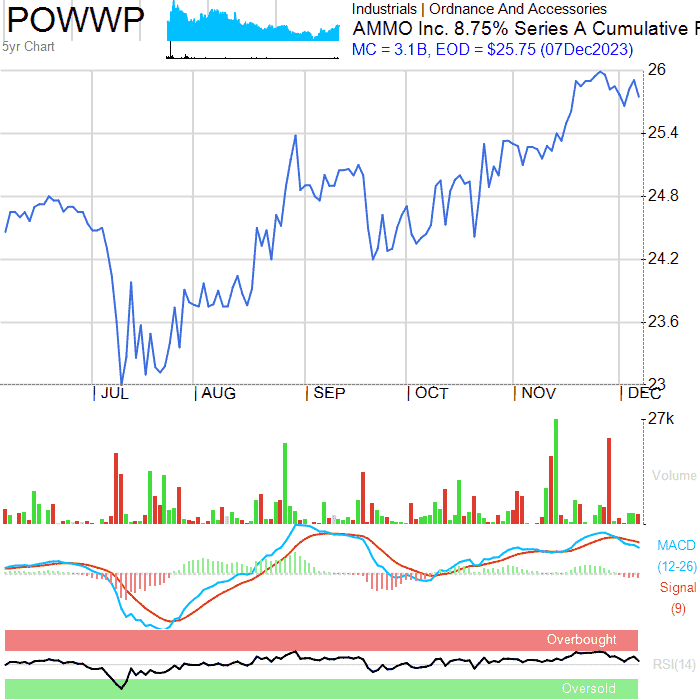 POWWP
5yr Chart
Industrials | Ordnance And Accessories
AMMO Inc. 8.75% Series A Cumulative
MC = 3.1B, EOD = $25.75 (07Dec2023)
26
25.4
24.8
24.2
23.6
23
JUL
AUG
SEP
OCT
NOV
DEC
27k
Volume
MACD
(12-26)
Signal
(9)
Overbought
RSI(14)
Oversold